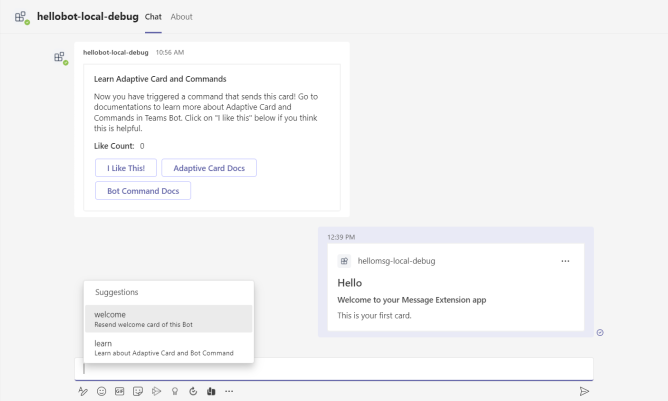 hellobot-local-debug Chat About
hellobot-local-debug 10:56 AM
Learn Adaptive Card and Commands
Now you have triggered a command that sends this card! Go to
documentations to learn more about Adaptive Card and
Commands in Teams Bot. Click on "I like this" below if you think
this is helpful.
Like Count: 0
I Like This! Adaptive Card Docs
Bot Command Docs
12:39 PM
hellomsg-local-debug
Hello
Welcome to your Message Extension app
This is your first card.
Suggestions
welcome
Resend welcome card of this Bot
learn
Learn about Adaptive Card and Bot Command
GIF